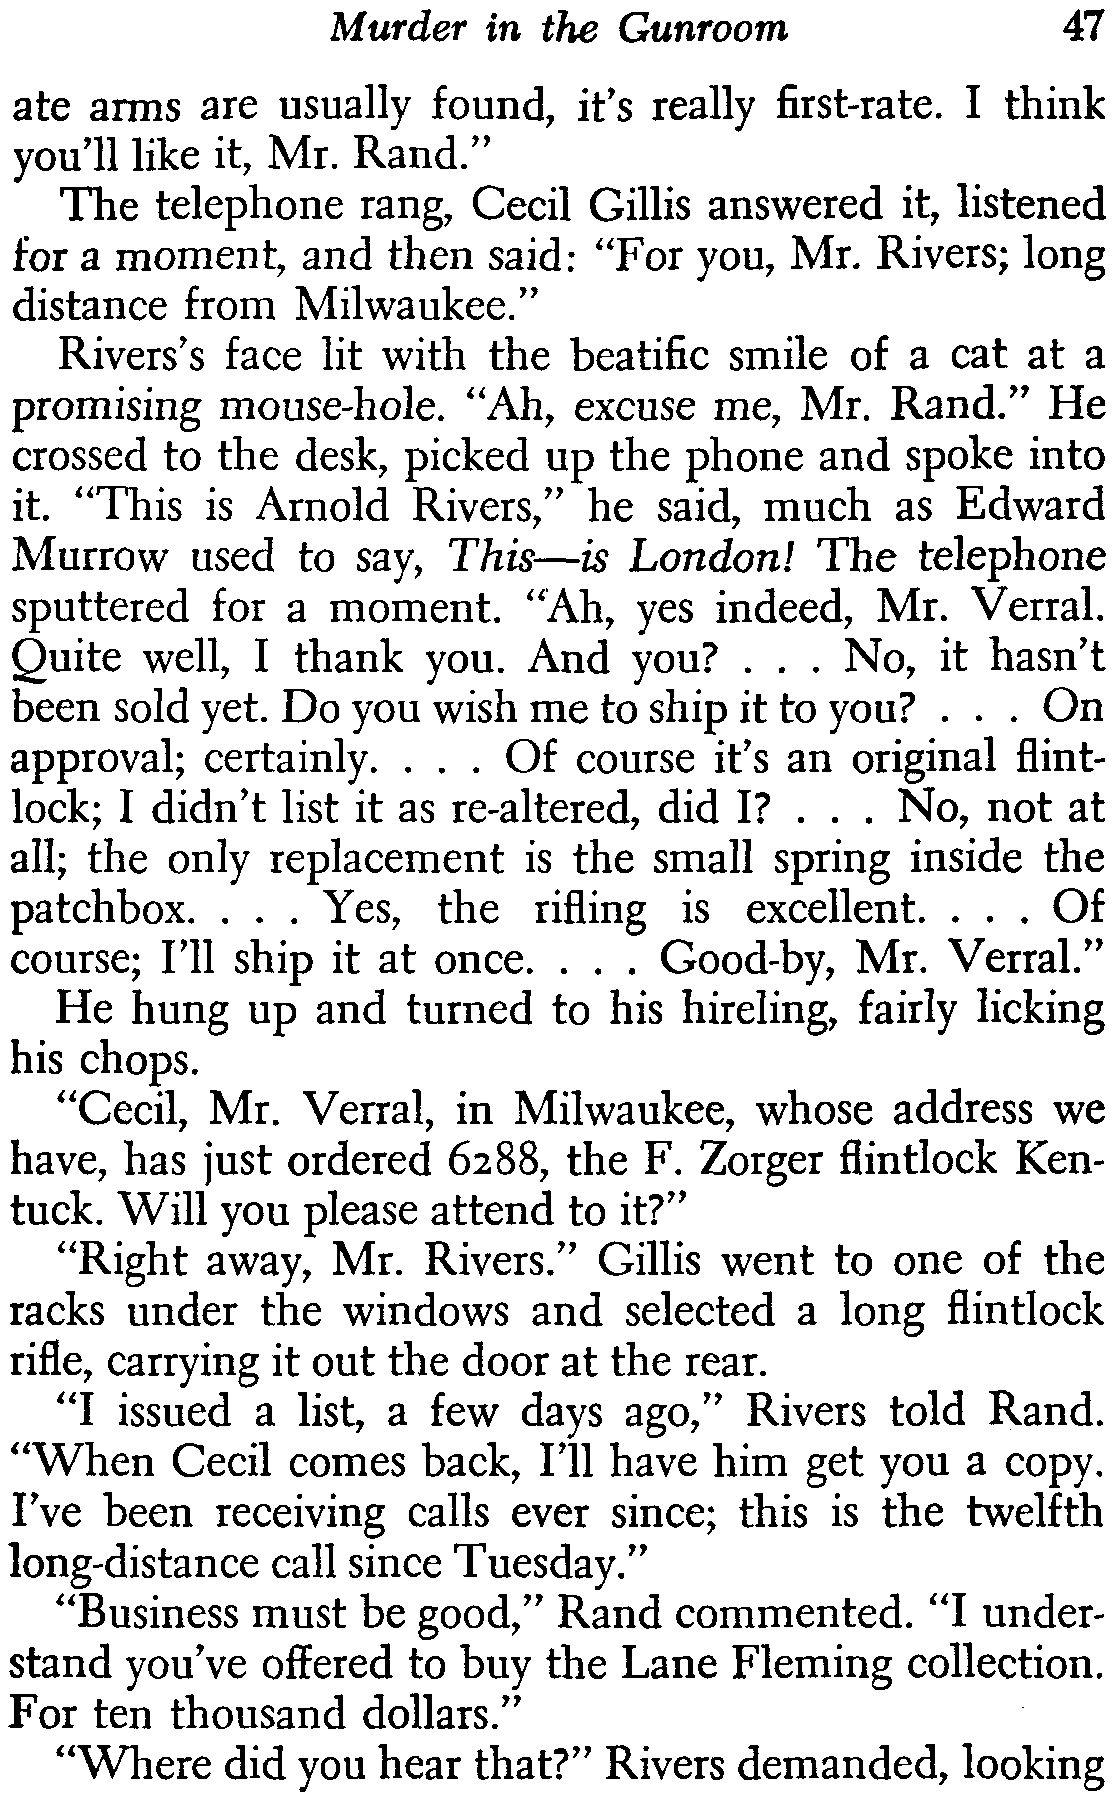 Murder in the Gunroom 47
ate arms are usually found, it's really first-rate. I think
you'll like it, Mr. Rand."
The telephone rang, Cecil Gillis answered it, listened
for a moment, and then said: "For you, Mr. Rivers; long
distance from Milwaukee."
Rivers's face lit with the beatific smile of a cat at a
promising mouse-hole. "Ah, excuse me, Mr. Rand." He
crossed to the desk, picked up the phone and spoke into
it. "This is Arnold Rivers," he said, much as Edward
Murrow used to say, This—is London! The telephone
sputtered for a moment. "Ah, yes indeed, Mr. Verral.
Quite well, I thank you. And you? . . . No, it hasn't
been sold yet. Do you wish me to ship it to you? . . . On
approval; certainly. . . . Of course it's an original flint-
lock; I didn't list it as re-altered, did I? . . . No, not at
all; the only replacement is the small spring inside the
patchbox. . . . Yes, the rifling is excellent. . . . Of
course; I'll ship it at once. . . . Good-by, Mr. Verral."
He hung up and turned to his hireling, fairly licking
his chops.
"Cecil, Mr. Verral, in Milwaukee, whose address we
have, has just ordered 6288, the F. Zorger flintlock Ken-
tuck. Will you please attend to it?"
"Right away, Mr. Rivers." Gillis went to one of the
racks under the windows and selected a long flintlock
rifle, carrying it out the door at the rear.
"I issued a list, a few days ago," Rivers told Rand.
"When Cecil comes back, I'll have him get you a copy.
I've been receiving calls ever since; this is the twelfth
long-distance call since Tuesday."
"Business must be good," Rand commented. "I under-
stand you've offered to buy the Lane Fleming collection.
For ten thousand dollars."
"Where did you hear that?" Rivers demanded, looking